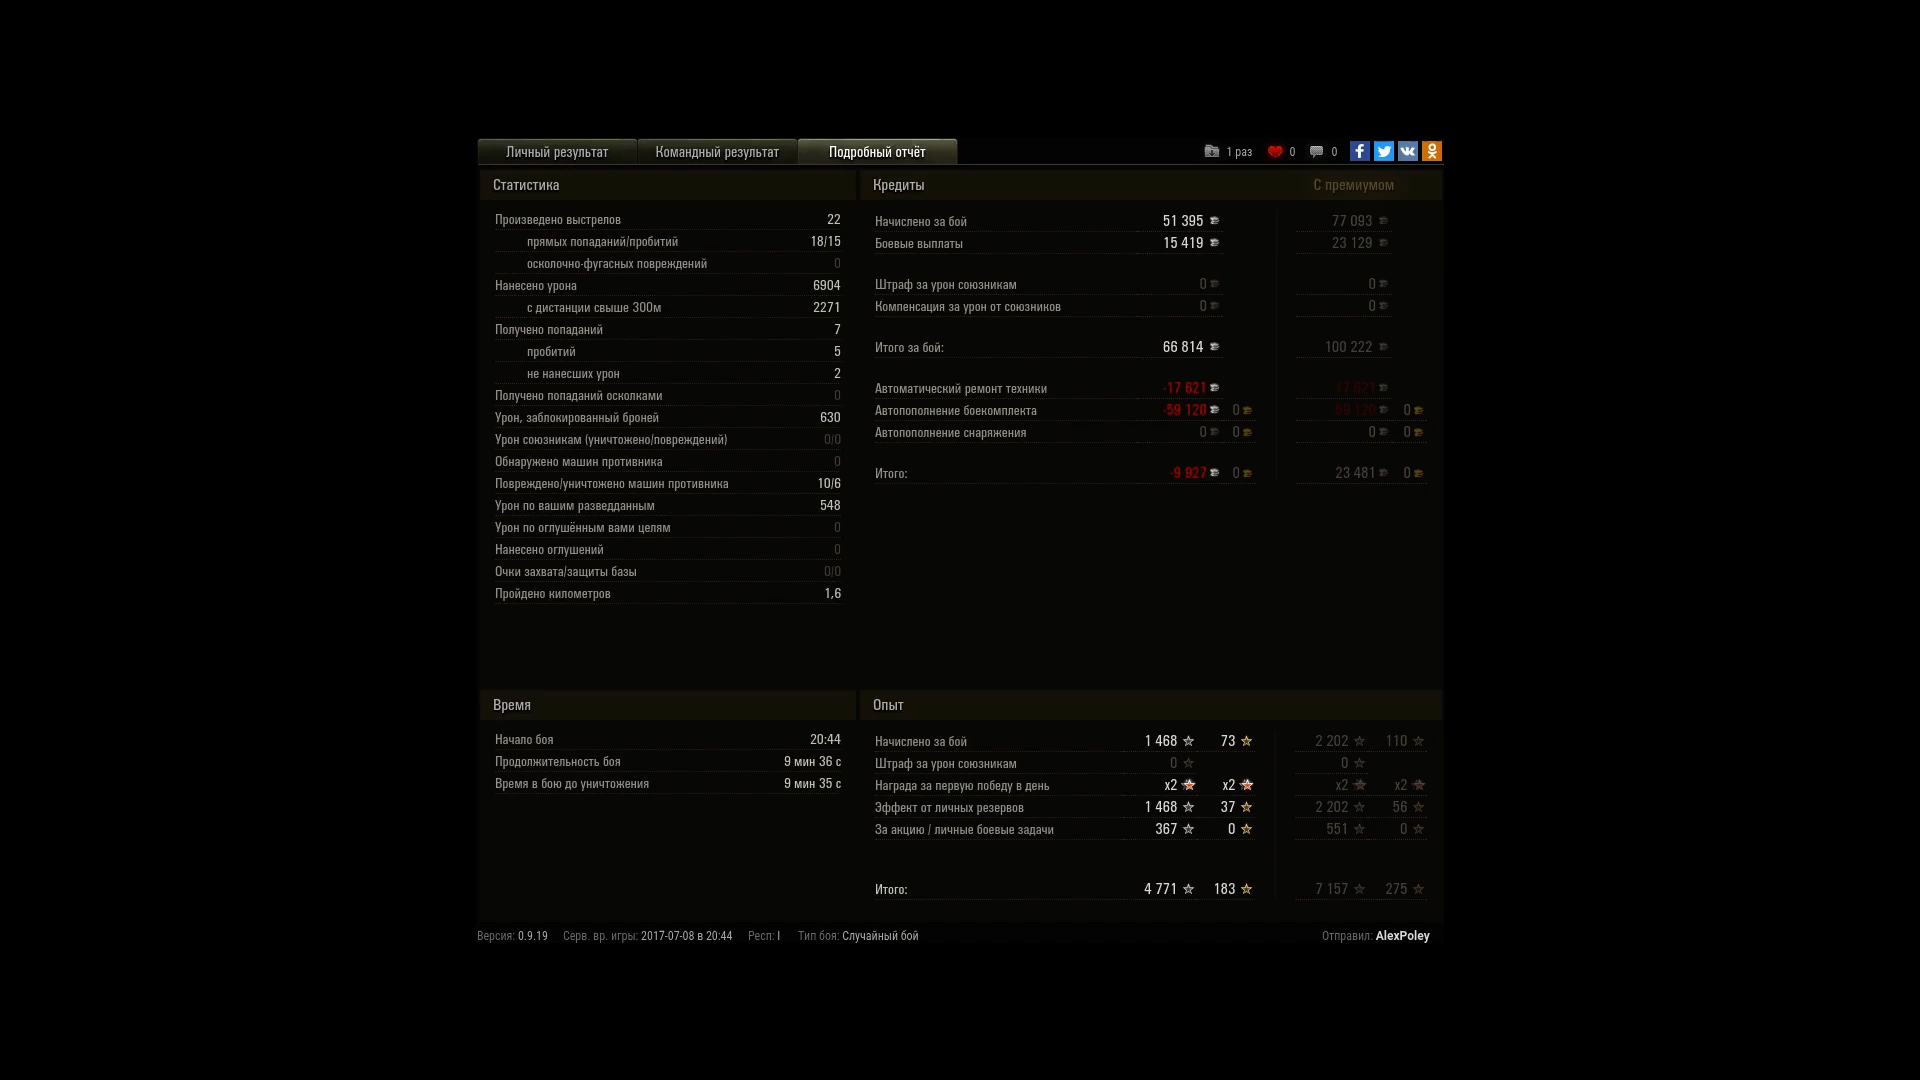 Личный результат Командный результат Подробный отчёт 1 раз 0 0
Статистика
Произведено выстрелов 22
прямых попаданий/пробитий 18/15
осколочно-фугасных повреждений 0
Нанесено урона 6904
с дистанции свыше 300м 2271
Получено попаданий 7
пробитий 5
не нанесших урон 2
Получено попаданий осколками 0
Урон, заблокированный броней 630
Урон союзникам (уничтожено/повреждений) 0/0
Обнаружено машин противника 0
Повреждено/уничтожено машин противника 10/6
Урон по вашим разведданным 548
Урон по оглушённым вами целям 0
Нанесено оглушений 0
Очки захвата/защиты базы 0/0
Пройдено километров 1,6
Кредиты С премиумом
Начислено за бой 51 395 77 093
Боевые выплаты 15 419 23 129
Штраф за урон союзникам 0 0
Компенсация за урон от союзников 0 0
Итого за бой: 66 814 100 222
Автоматический ремонт техники -17 621 -17 621
Автопополнение боекомплекта -59 120 0 -59 120 0
Автопополнение снаряжения 0 0 0 0
Итого: -9 927 0 23 481 0
Время
Начало боя 20:44
Продолжительность боя 9 мин 36 с
Время в бою до уничтожения 9 мин 35 с
Опыт
Начислено за бой 1 468 73 2 202 110
Штраф за урон союзникам 0 0
Награда за первую победу в день x2 x2 x2 x2
Эффект от личных резервов 1 468 37 2 202 56
За акцию / личные боевые задачи 367 0 551 0
Итого: 4 771 183 7 157 275
Версия: 0.9.19 Серв. вр. игры: 2017-07-08 в 20:44 Респ: I Тип боя: Случайный бой Отправил: AlexPoley